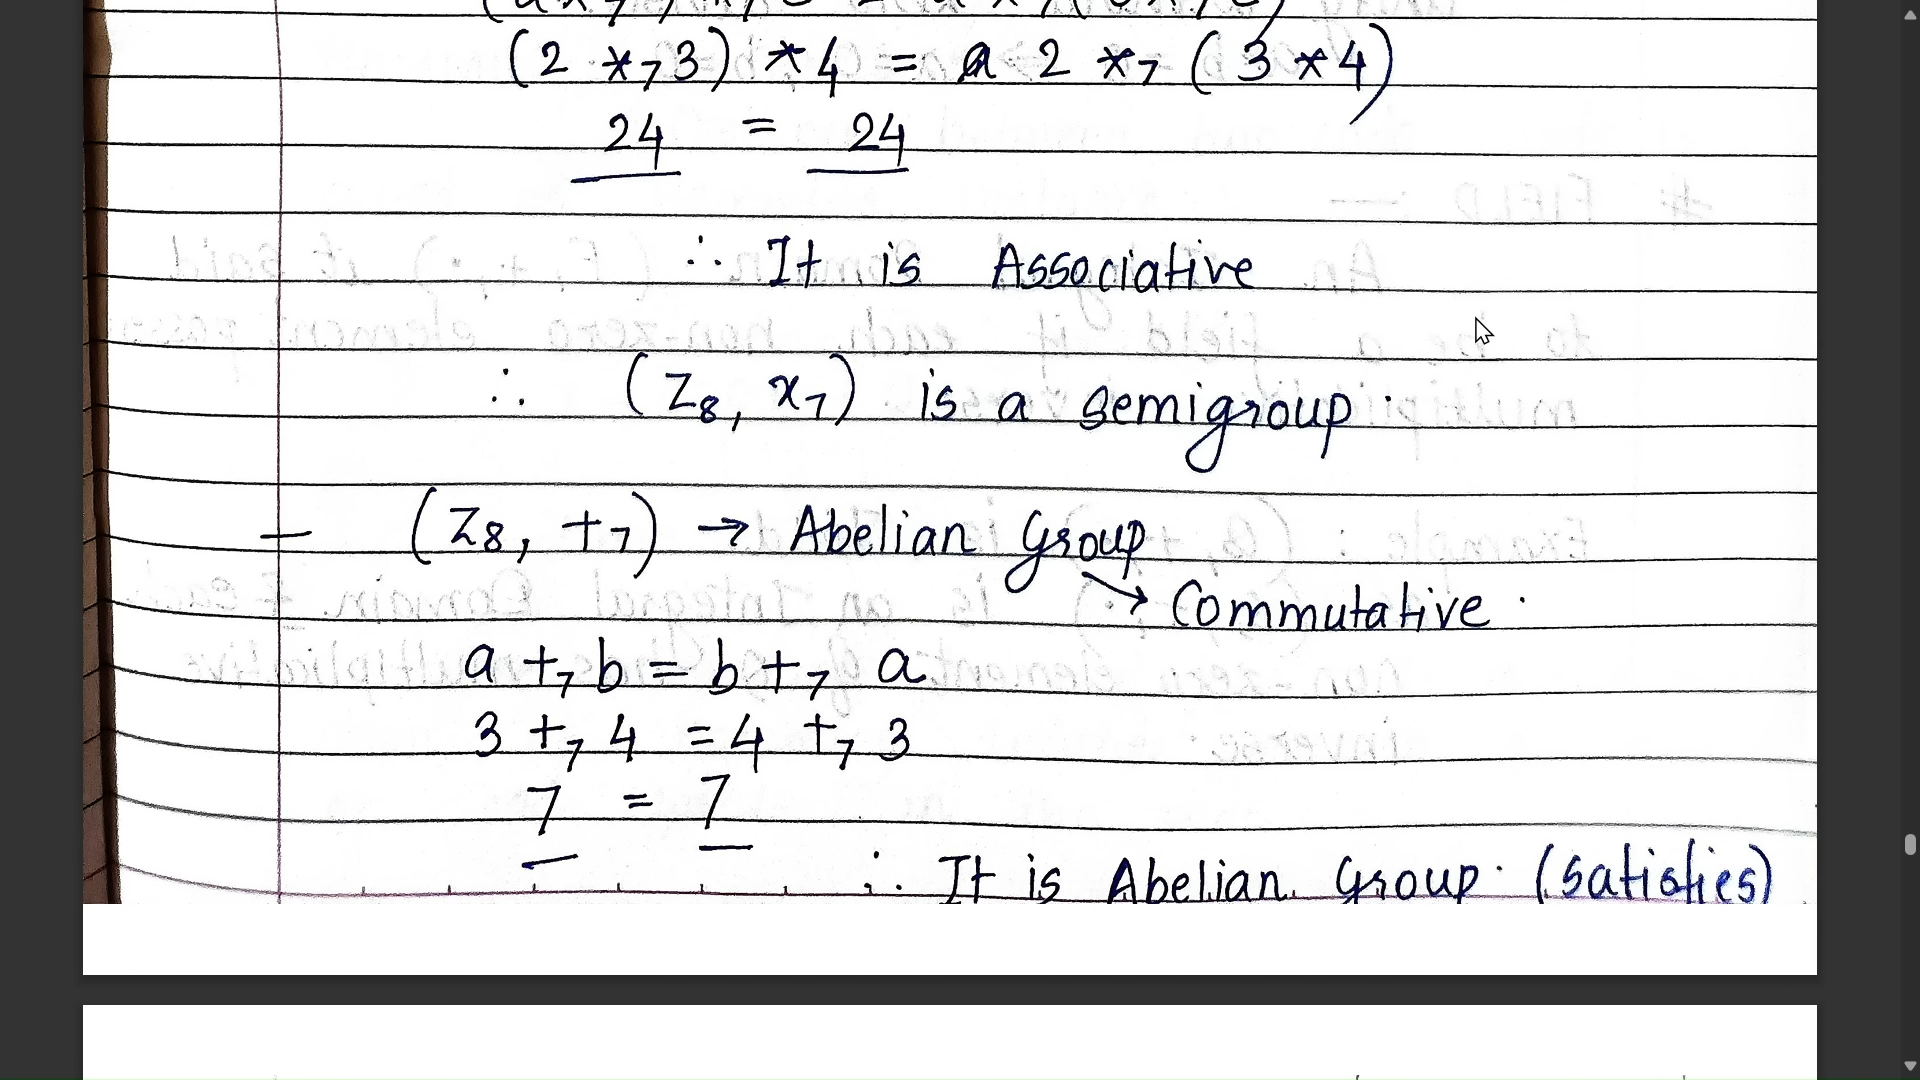 (2 *₇ 3) * 4 = a 2 *₇ (3 * 4)
24 = 24
∴ It is Associative
∴ (Z₈, x₇) is a semigroup.
– (Z₈, +₇) → Abelian Group
→ Commutative.
a +₇ b = b +₇ a
3 +₇ 4 = 4 +₇ 3
7 = 7
∴ It is Abelian Group. (satisfies)